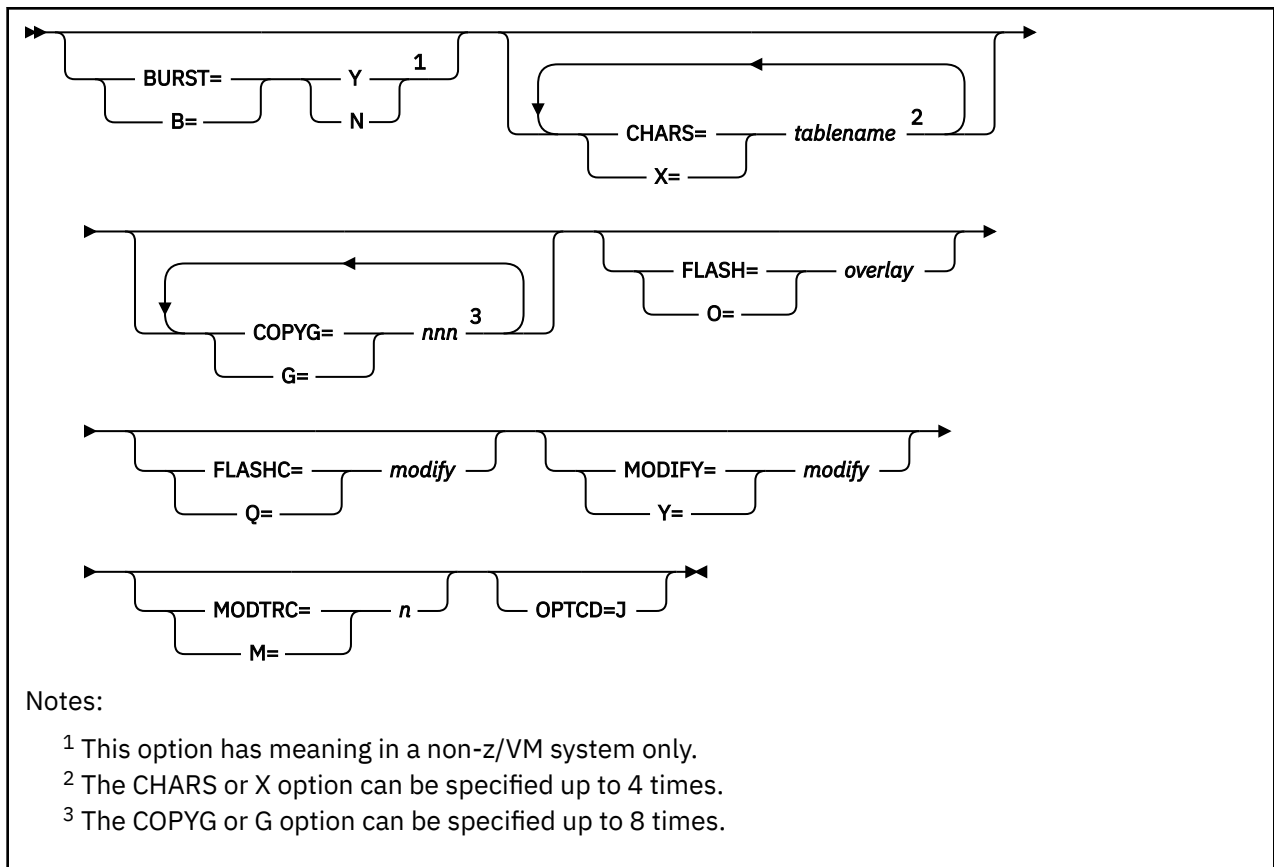 BURST= Y 1
B= N
CHARS= tablename 2
X=
COPYG= nnn 3
G=
FLASH= overlay
O=
FLASHC= modify
Q=
MODIFY= modify
Y=
MODTRC= n
M=
OPTCD=J
Notes:
1 This option has meaning in a non-z/VM system only.
2 The CHARS or X option can be specified up to 4 times.
3 The COPYG or G option can be specified up to 8 times.